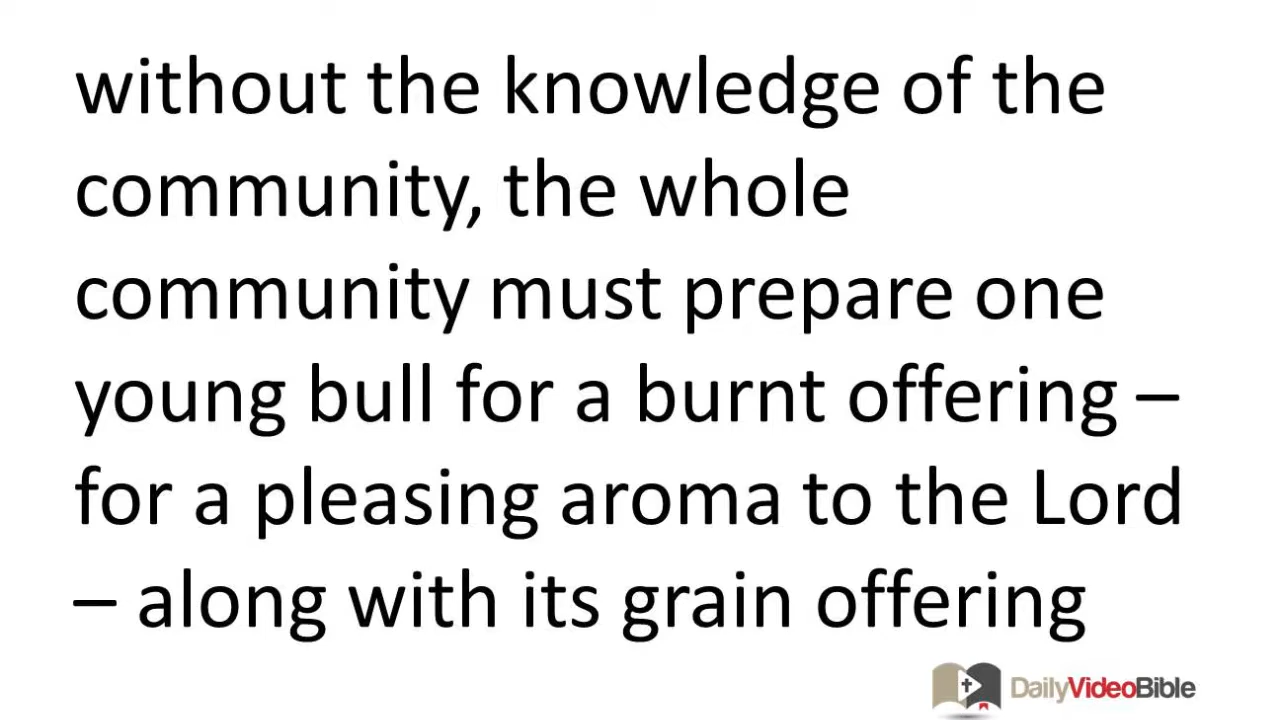 without the knowledge of the
community, the whole
community must prepare one
young bull for a burnt offering –
for a pleasing aroma to the Lord
– along with its grain offering
DailyVideoBible